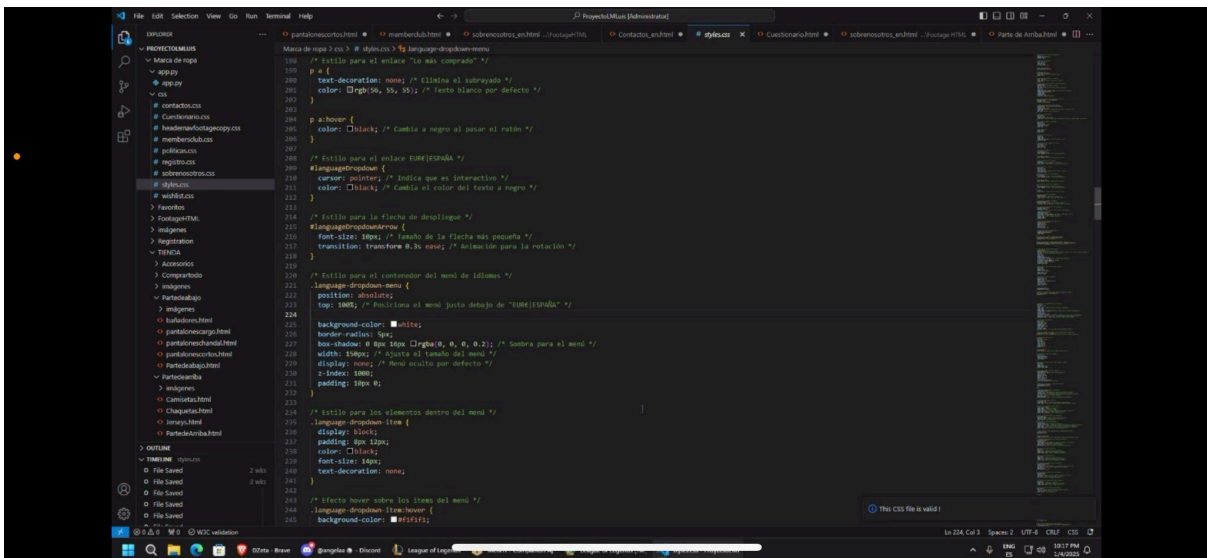 File Edit Selection View Go Run Terminal Help
ProyectoLMLuis [Administrator]
EXPLORER
pantalonescortos.html
memberclub.html
sobrenosotros_en.html ...\FootageHTML
Contactos_en.html
styles.css
Cuestionario.html
sobrenosotros_en.html
Parte de Arriba.html
Marca de ropa > css > # styles.css > .language-dropdown-menu
PROYECTOLMLUIS
Marca de ropa
app.py
app.py
css
contactos.css
Cuestionario.css
headernavfootagecopy.css
membersclub.css
políticas.css
registro.css
sobrenosotros.css
styles.css
wishlist.css
Favoritos
FootageHTML
imágenes
Registration
TIENDA
Accesorios
Comprartodo
imágenes
Partedeabajo
imágenes
bañadores.html
pantalonescargo.html
pantaloneschandal.html
pantalonescortos.html
Partedeabajo.html
Partedearriba
imágenes
Camisetas.html
Chaquetas.html
Jerseys.html
PartedeArriba.html
OUTLINE
TIMELINE styles.css
File Saved 2 wks
File Saved 2 wks
File Saved
File Saved
File Saved
198 /* Estilo para el enlace "Lo más comprado" */
199 p a {
200 text-decoration: none; /* Elimina el subrayado */
201 color: rgb(56, 55, 55); /* Texto blanco por defecto */
202 }
203
204 p a:hover {
205 color: black; /* Cambia a negro al pasar el ratón */
206 }
207
208 /* Estilo para el enlace EUR€|ESPAÑA */
209 #languageDropdown {
210 cursor: pointer; /* Indica que es interactivo */
211 color: black; /* Cambia el color del texto a negro */
212 }
213
214 /* Estilo para la flecha de despliegue */
215 #languageDropdownArrow {
216 font-size: 10px; /* Tamaño de la flecha más pequeña */
217 transition: transform 0.3s ease; /* Animación para la rotación */
218 }
219
220 /* Estilo para el contenedor del menú de idiomas */
221 .language-dropdown-menu {
222 position: absolute;
223 top: 100%; /* Posiciona el menú justo debajo de "EUR€|ESPAÑA" */
224
225 background-color: white;
226 border-radius: 5px;
227 box-shadow: 0 8px 16px rgba(0, 0, 0, 0.2); /* Sombra para el menú */
228 width: 150px; /* Ajusta el tamaño del menú */
229 display: none; /* Menú oculto por defecto */
230 z-index: 1000;
231 padding: 10px 0;
232 }
233
234 /* Estilo para los elementos dentro del menú */
235 .language-dropdown-item {
236 display: block;
237 padding: 8px 12px;
238 color: black;
239 font-size: 14px;
240 text-decoration: none;
241 }
242
243 /* Efecto hover sobre los items del menú */
244 .language-dropdown-item:hover {
245 background-color: #f1f1f1;
This CSS file is valid !
0 0 0 W3C validation
Ln 224, Col 3 Spaces: 2 UTF-8 CRLF CSS
DZeta - Brave
@angelaa - Discord
League of Legends
ENG
ES
10:17 PM
1/4/2025